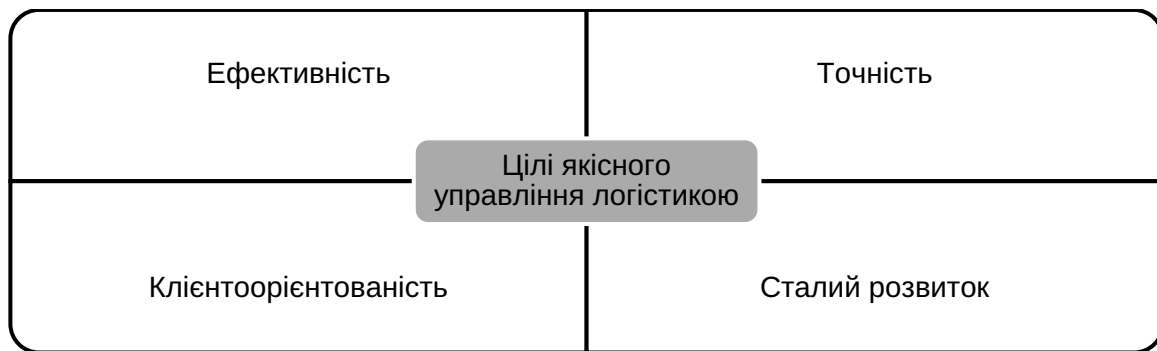 Ефективність
Точність
Цілі якісного
управління логістикою
Клієнтоорієнтованість
Сталий розвиток